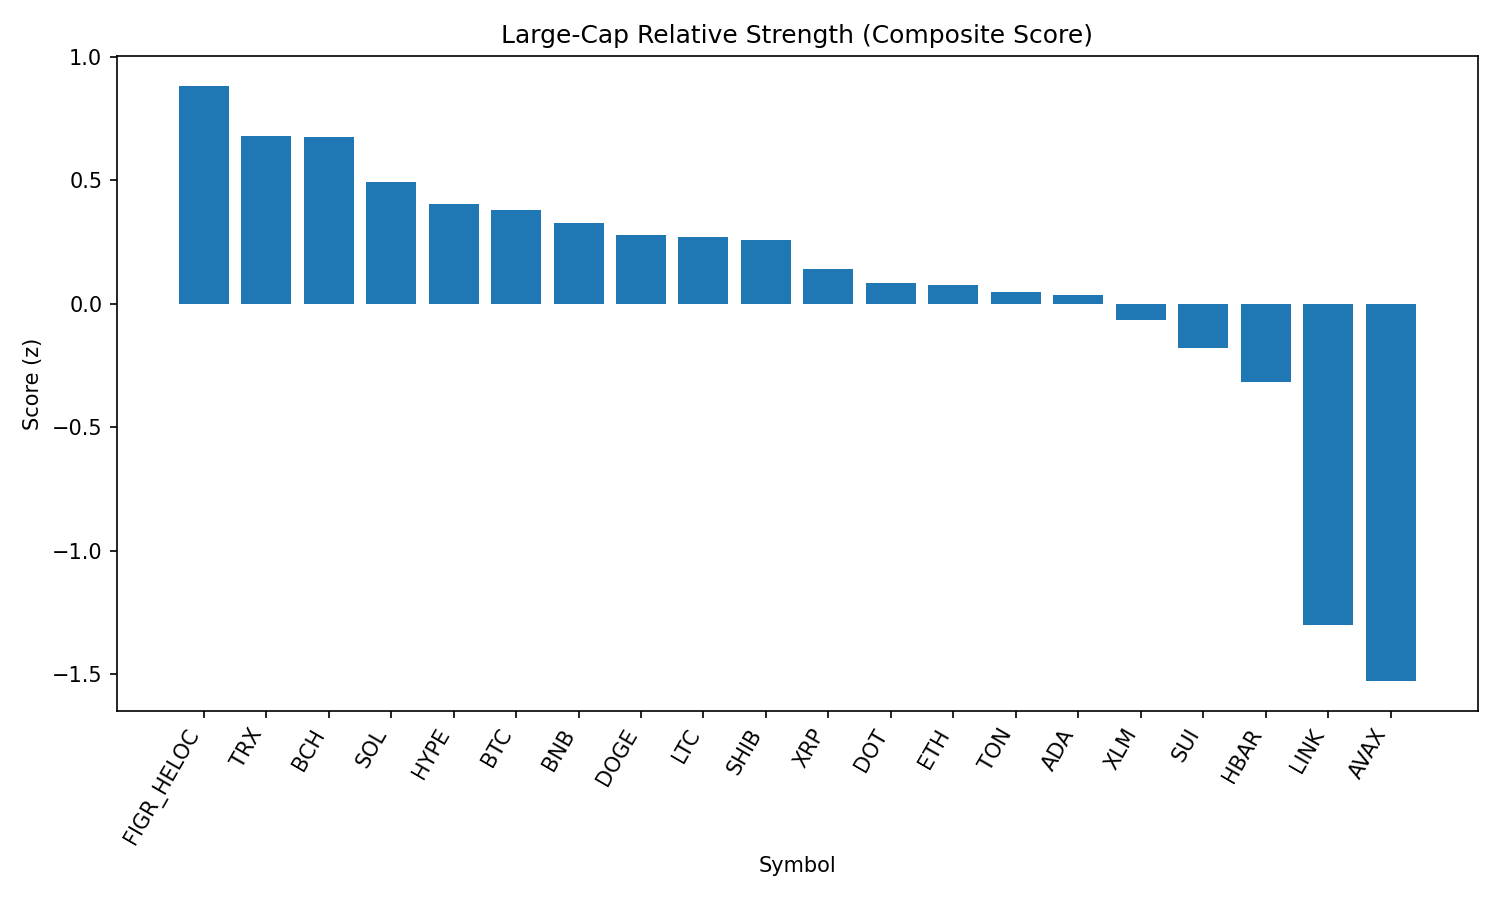 Large-Cap Relative Strength (Composite Score)
1.0
0.5
0.0
−0.5
−1.0
−1.5
Score (z)
FIGR_HELOC
TRX
BCH
SOL
HYPE
BTC
BNB
DOGE
LTC
SHIB
XRP
DOT
ETH
TON
ADA
XLM
SUI
HBAR
LINK
AVAX
Symbol